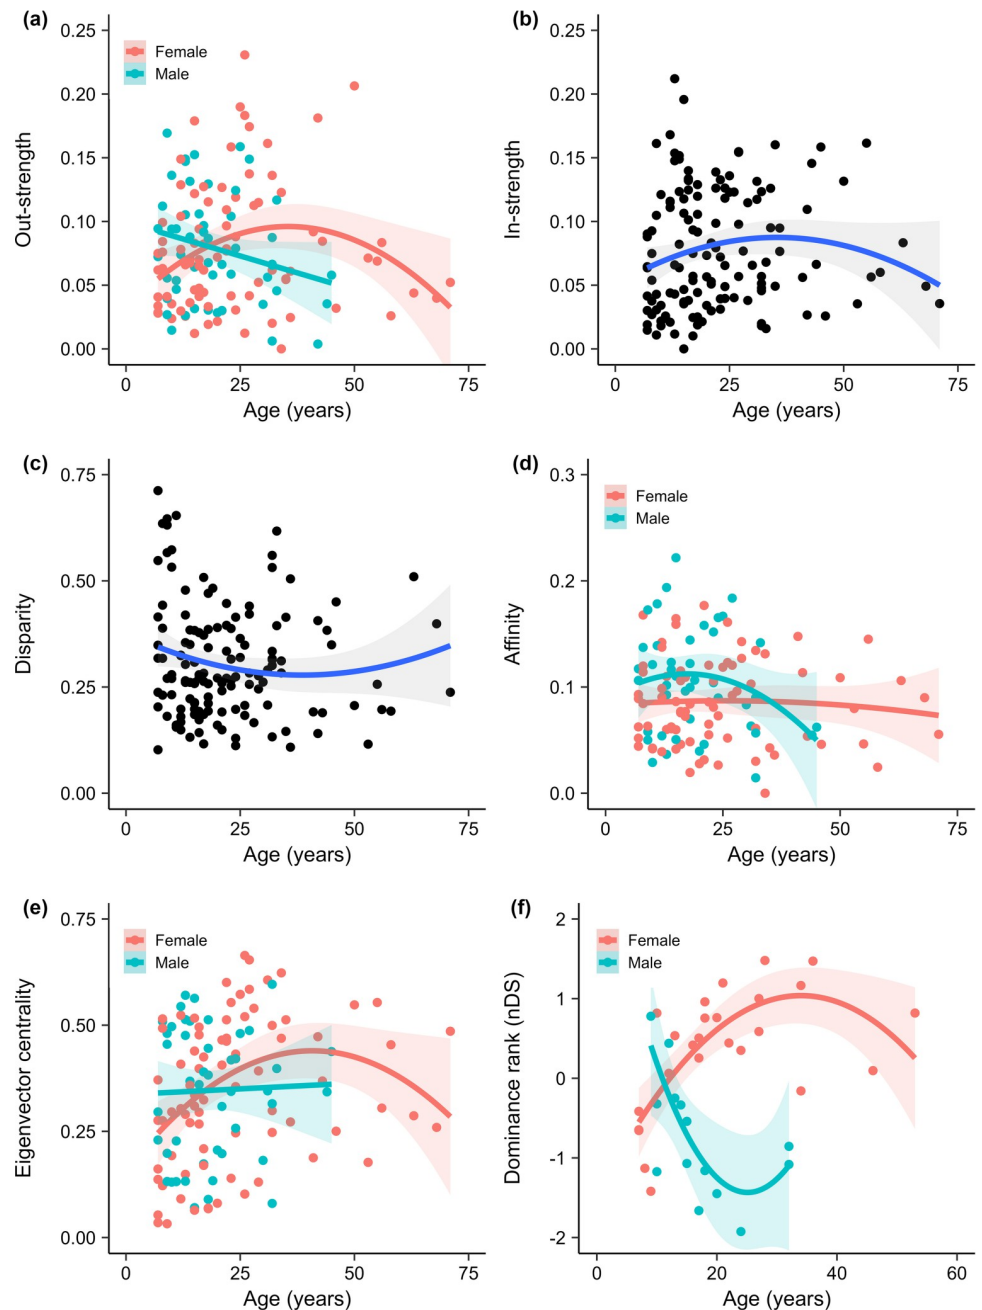 (a)
0.25
0.20
0.15
0.10
0.05
0.00
Out-strength
Female
Male
0
25
50
75
Age (years)
(b)
0.25
0.20
0.15
0.10
0.05
0.00
In-strength
0
25
50
75
Age (years)
(c)
0.75
0.50
0.25
0.00
Disparity
0
25
50
75
Age (years)
(d)
0.3
0.2
0.1
0.0
Affinity
Female
Male
0
25
50
75
Age (years)
(e)
0.75
0.50
0.25
0.00
Eigenvector centrality
Female
Male
0
25
50
75
Age (years)
(f)
2
1
0
-1
-2
Dominance rank (nDS)
Female
Male
0
20
40
60
Age (years)